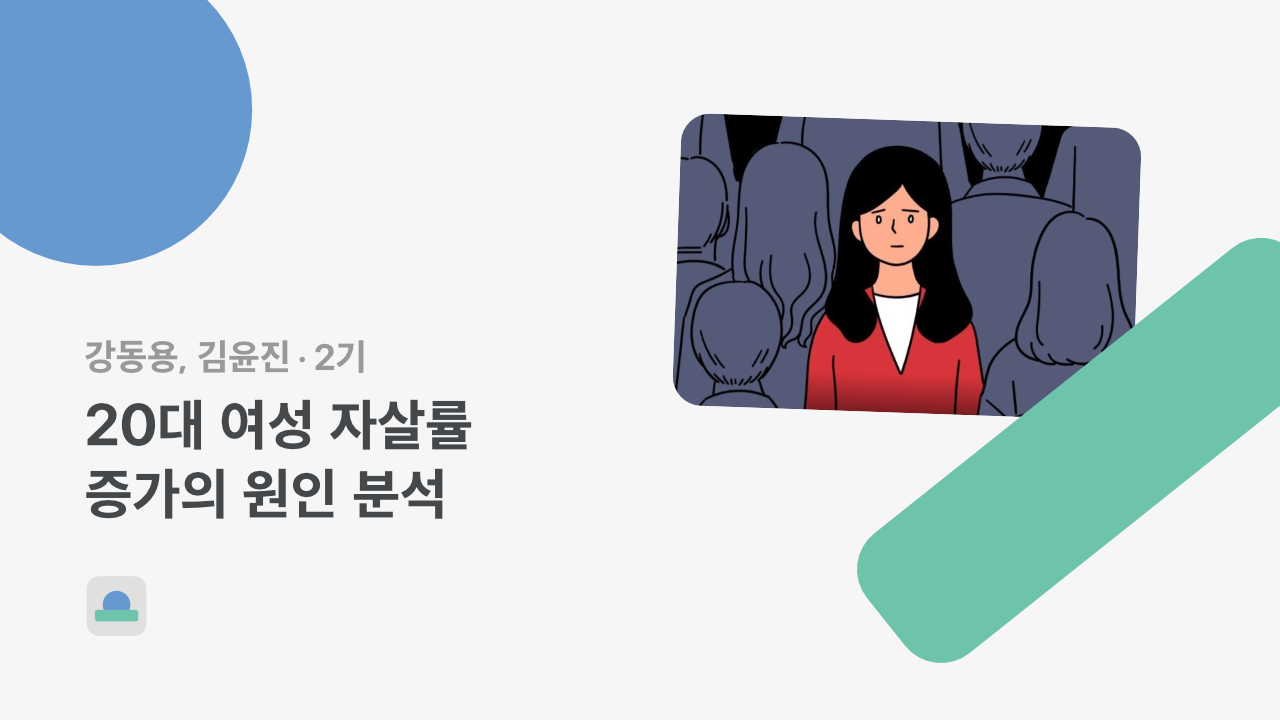 강동용, 김윤진 · 2기
20대 여성 자살률
증가의 원인 분석